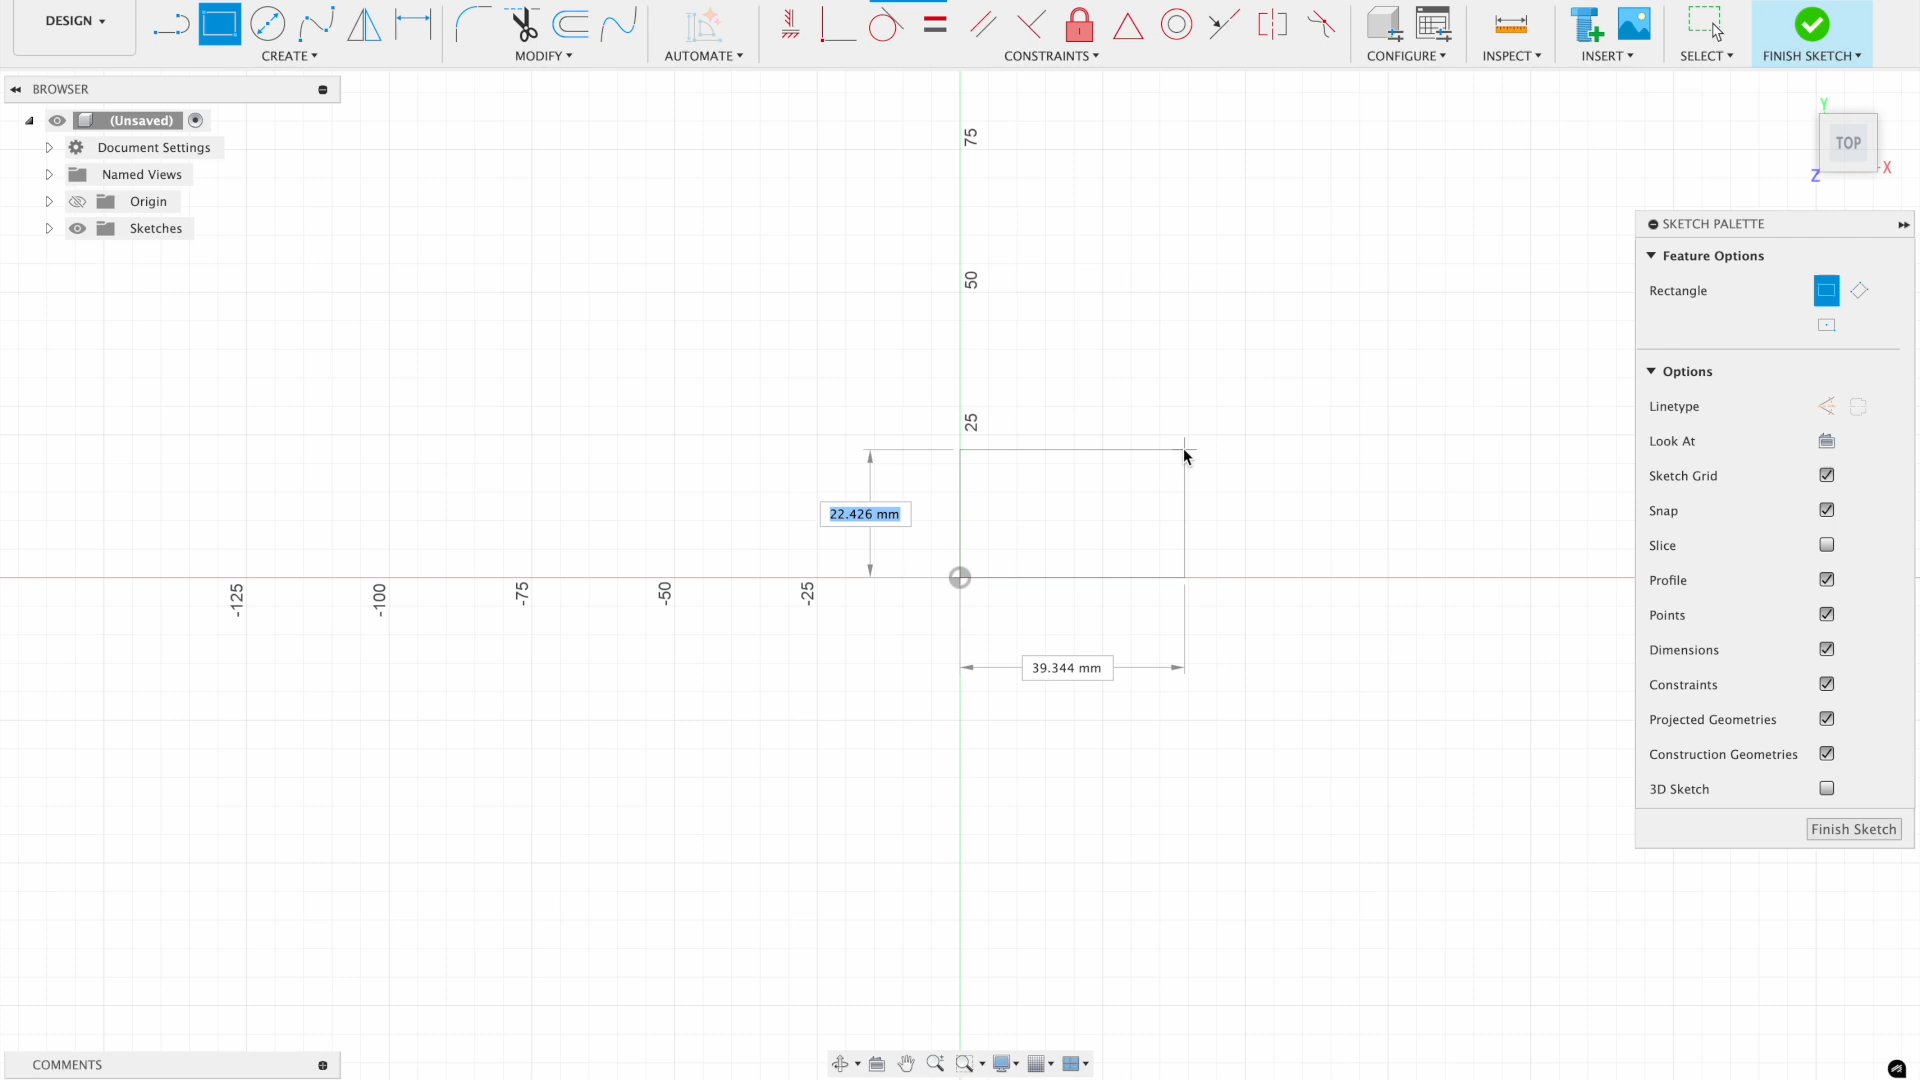 DESIGN
CREATE
MODIFY
AUTOMATE
CONSTRAINTS
CONFIGURE
INSPECT
INSERT
SELECT
FINISH SKETCH
BROWSER
(Unsaved)
Document Settings
Named Views
Origin
Sketches
75
50
25
-125
-100
-75
-50
-25
22.426 mm
39.344 mm
Y
TOP
X
Z
SKETCH PALETTE
Feature Options
Rectangle
Options
Linetype
Look At
Sketch Grid
Snap
Slice
Profile
Points
Dimensions
Constraints
Projected Geometries
Construction Geometries
3D Sketch
Finish Sketch
COMMENTS